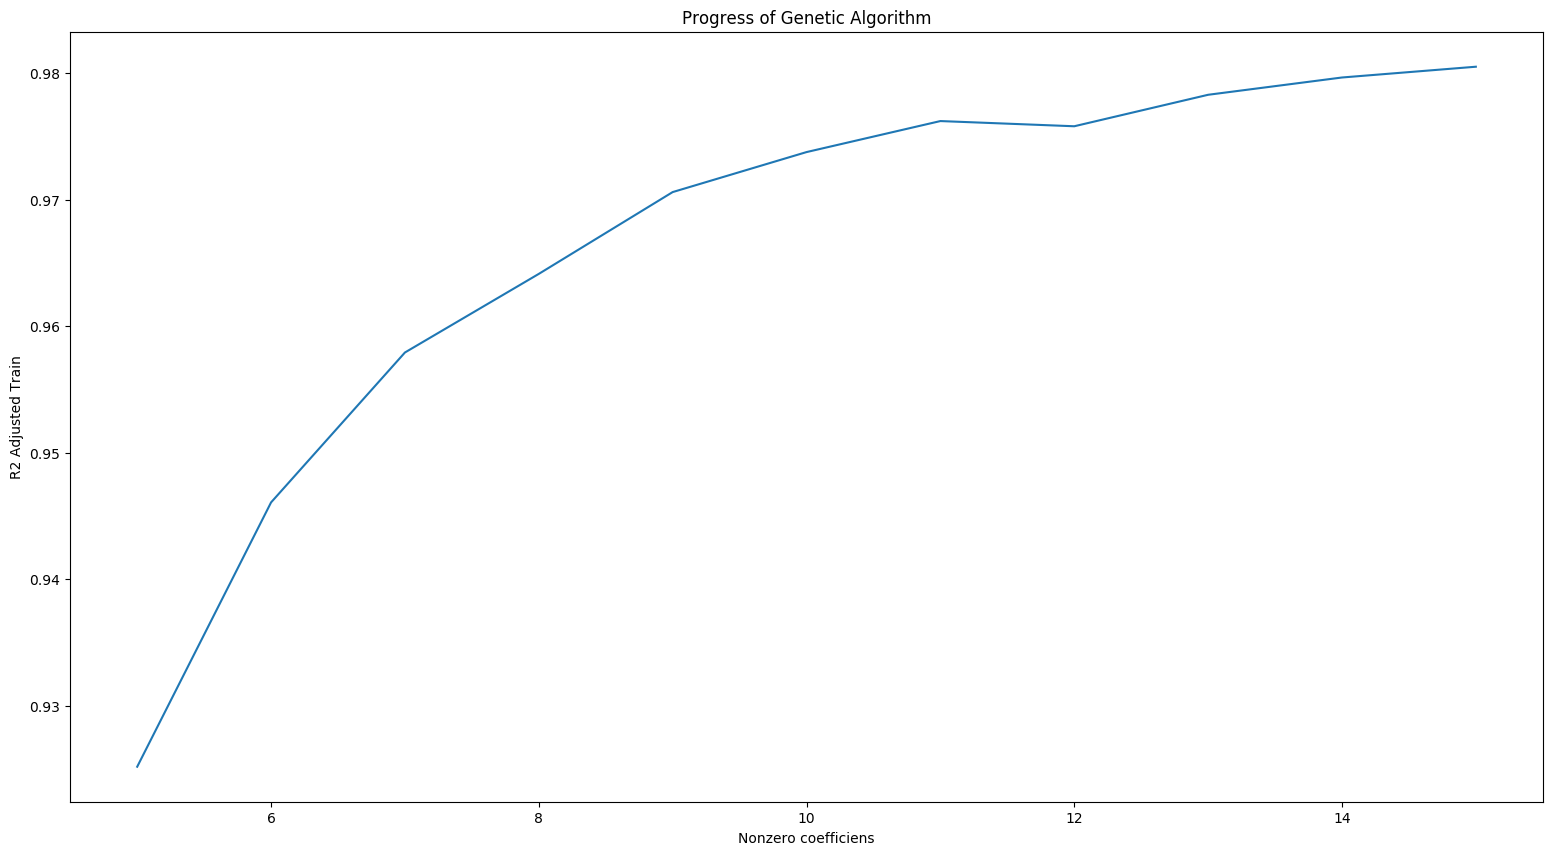 Progress of Genetic Algorithm
0.98
0.97
0.96
0.95
0.94
0.93
R2 Adjusted Train
6 8 10 12 14
Nonzero coefficiens